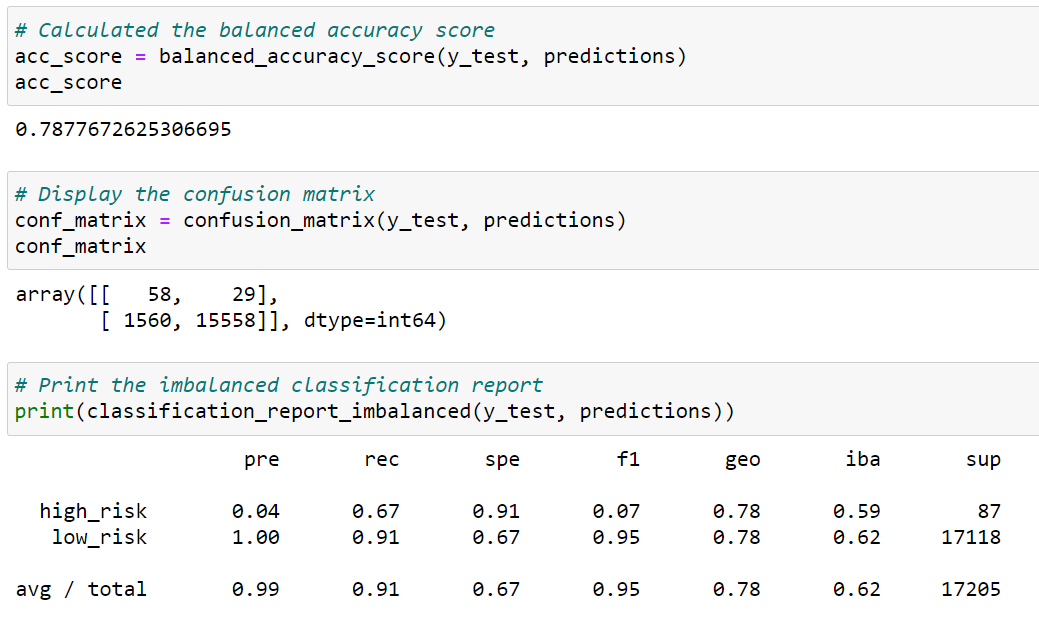 # Calculated the balanced accuracy score
acc_score = balanced_accuracy_score(y_test, predictions)
acc_score
0.7877672625306695
# Display the confusion matrix
conf_matrix = confusion_matrix(y_test, predictions)
conf_matrix
array([[   58,    29],
       [ 1560, 15558]], dtype=int64)
# Print the imbalanced classification report
print(classification_report_imbalanced(y_test, predictions))
                   pre       rec       spe        f1       geo       iba       sup
  high_risk       0.04      0.67      0.91      0.07      0.78      0.59        87
   low_risk       1.00      0.91      0.67      0.95      0.78      0.62     17118
avg / total       0.99      0.91      0.67      0.95      0.78      0.62     17205